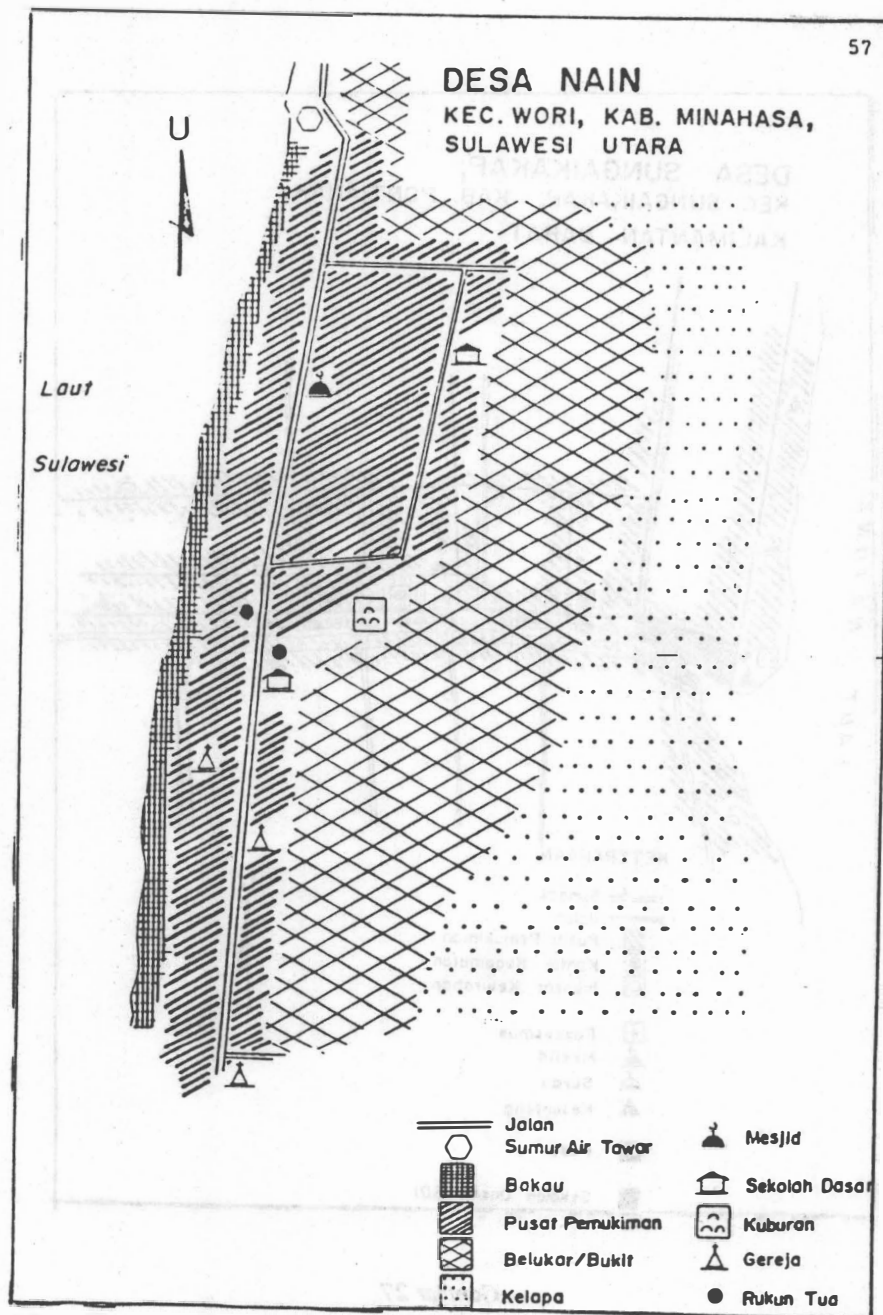 57
DESA NAIN
KEC. WORI, KAB. MINAHASA,
SULAWESI UTARA
U
Laut
Sulawesi
Jalan
Sumur Air Tawar
Bakau
Pusat Pemukiman
Belukar/Bukit
Kelapa
Mesjid
Sekolah Dasar
Kuburan
Gereja
Rukun Tua